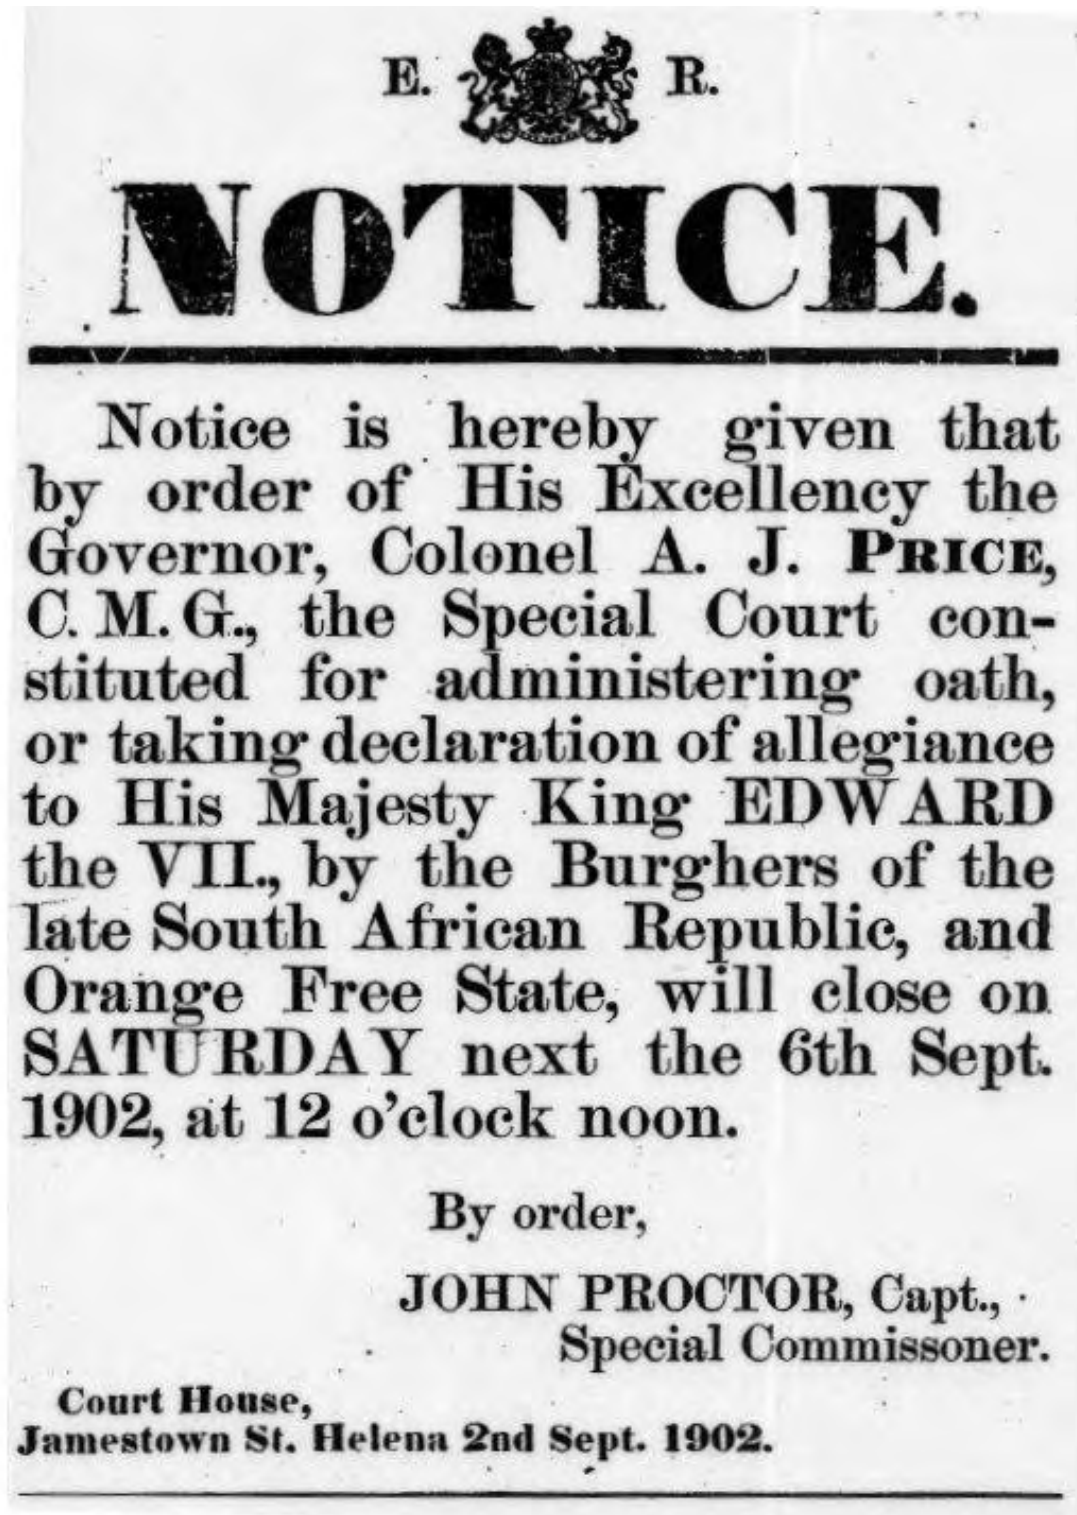 E. R.
NOTICE.
Notice is hereby given that
by order of His Excellency the
Governor, Colonel A. J. PRICE,
C. M. G., the Special Court con-
stituted for administering oath,
or taking declaration of allegiance
to His Majesty King EDWARD
the VII., by the Burghers of the
late South African Republic, and
Orange Free State, will close on
SATURDAY next the 6th Sept.
1902, at 12 o'clock noon.
By order,
JOHN PROCTOR, Capt.,
Special Commissoner.
Court House,
Jamestown St. Helena 2nd Sept. 1902.